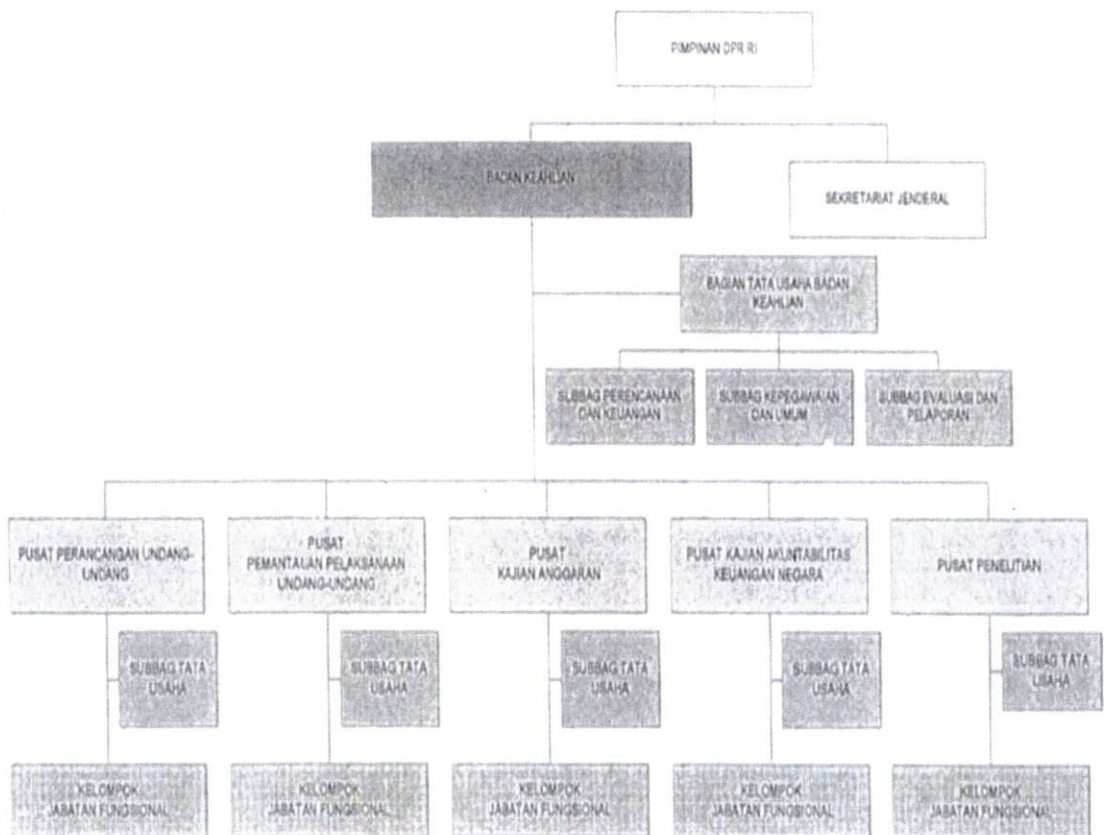 PIMPINAN DPR RI
BADAN KEAHLIAN
SEKRETARIAT JENDERAL
BAGIAN TATA USAHA BADAN
KEAHLIAN
SUBBAG PERENCANAAN
DAN KEUANGAN
SUBBAG KEPEGAWAIAN
DAN UMUM
SUBBAG EVALUASI DAN
PELAPORAN
PUSAT PERANCANGAN UNDANG-
UNDANG
PUSAT
PEMANTAUAN PELAKSANAAN
UNDANG-UNDANG
PUSAT
KAJIAN ANGGARAN
PUSAT KAJIAN AKUNTABILITAS
KEUANGAN NEGARA
PUSAT PENELITIAN
SUBBAG TATA
USAHA
SUBBAG TATA
USAHA
SUBBAG TATA
USAHA
SUBBAG TATA
USAHA
SUBBAG TATA
USAHA
KELOMPOK
JABATAN FUNGSIONAL
KELOMPOK
JABATAN FUNGSIONAL
KELOMPOK
JABATAN FUNGSIONAL
KELOMPOK
JABATAN FUNGSIONAL
KELOMPOK
JABATAN FUNGSIONAL